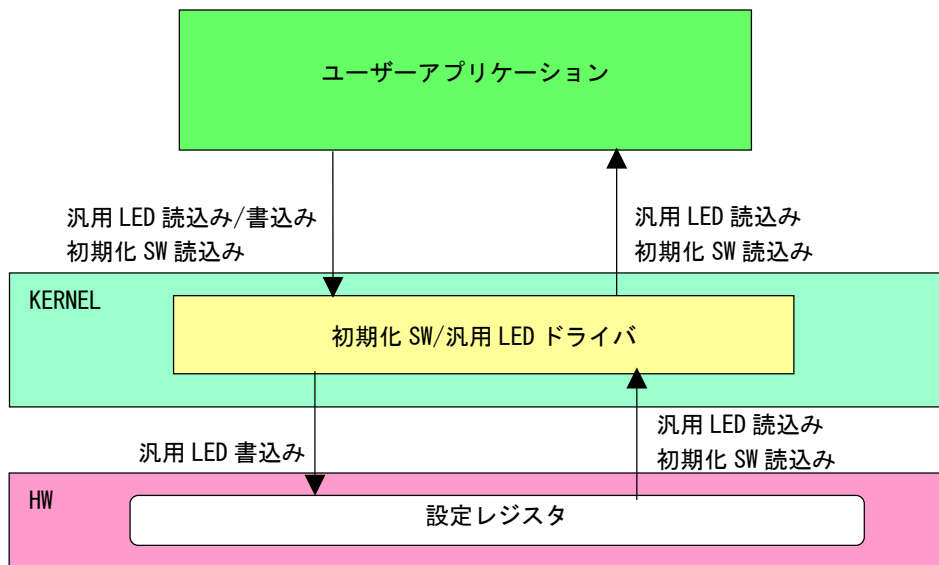 ユーザーアプリケーション
汎用 LED 読込み/書込み
初期化 SW 読込み
汎用 LED 読込み
初期化 SW 読込み
KERNEL
初期化 SW/汎用 LED ドライバ
汎用 LED 書込み
汎用 LED 読込み
初期化 SW 読込み
HW
設定レジスタ